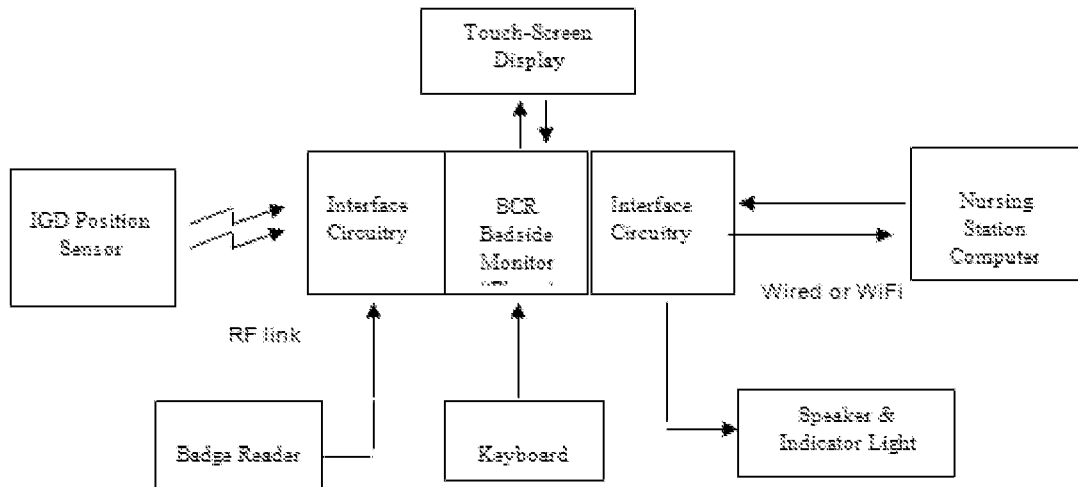 Touch-Screen
Display
IGD Position
Sensor
Interface
Circuitry
BCR
Bedside
Monitor
Interface
Circuitry
Nursing
Station
Computer
Wired or WiFi
RF link
Badge Reader
Keyboard
Speaker &
Indicator Light